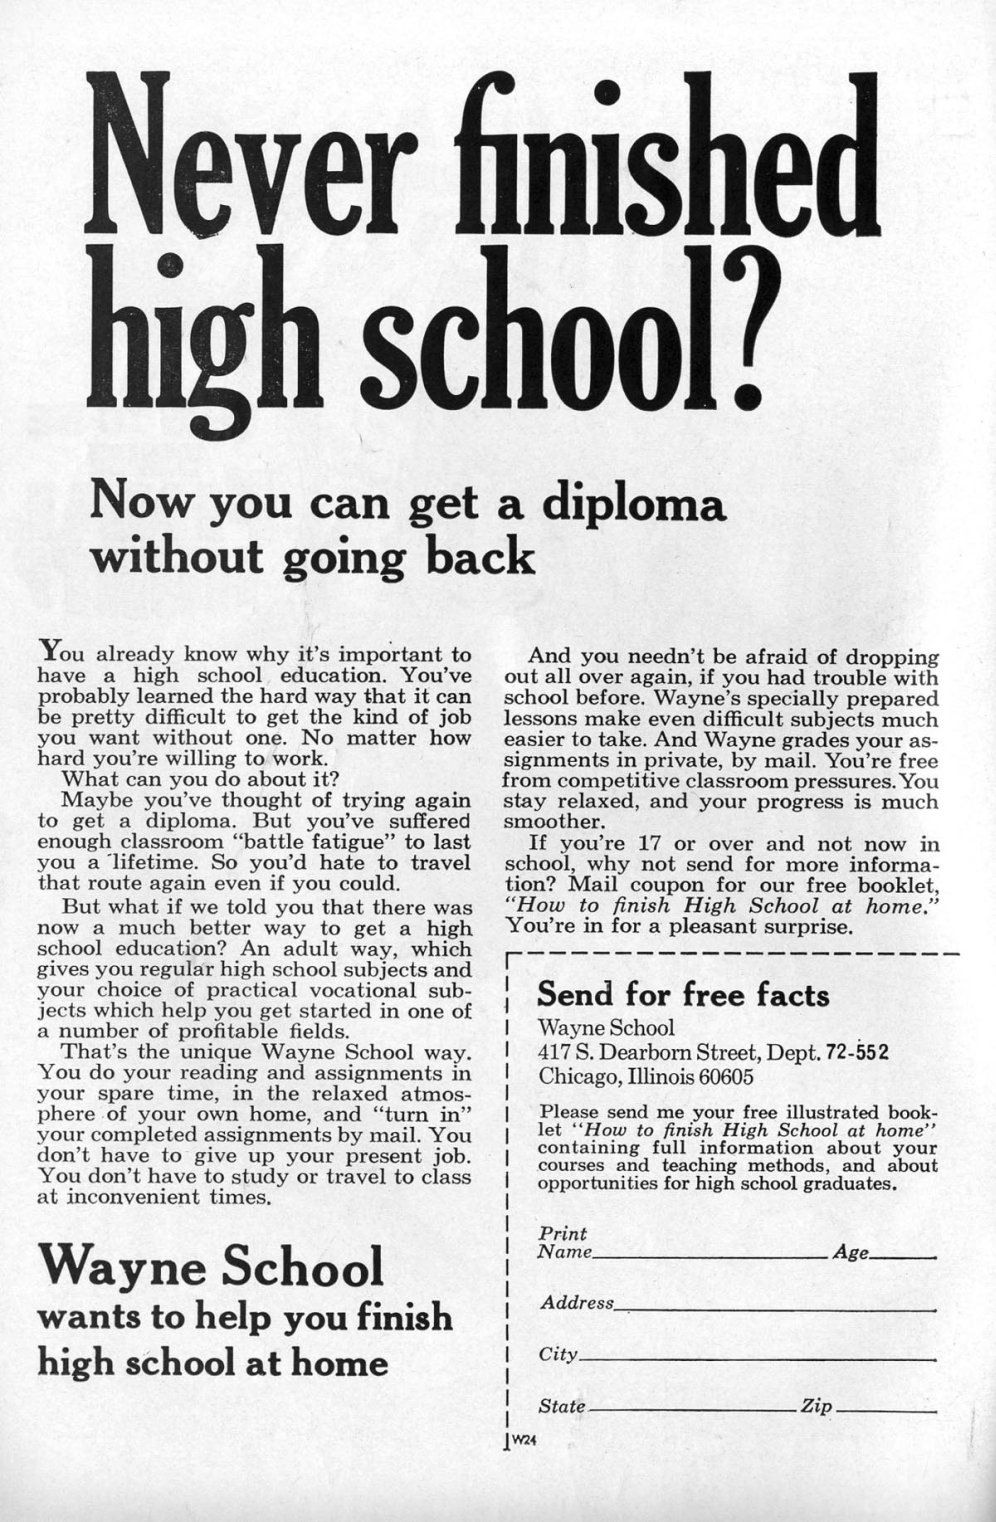 Never finished
high school?
Now you can get a diploma
without going back
You already know why it's important to
have a high school education. You've
probably learned the hard way that it can
be pretty difficult to get the kind of job
you want without one. No matter how
hard you're willing to work.
What can you do about it?
Maybe you've thought of trying again
to get a diploma. But you've suffered
enough classroom “battle fatigue” to last
you a lifetime. So you'd hate to travel
that route again even if you could.
But what if we told you that there was
now a much better way to get a high
school education? An adult way, which
gives you regular high school subjects and
your choice of practical vocational sub-
jects which help you get started in one of
a number of profitable fields.
That's the unique Wayne School way.
You do your reading and assignments in
your spare time, in the relaxed atmos-
phere of your own home, and “turn in”
your completed assignments by mail. You
don't have to give up your present job.
You don't have to study or travel to class
at inconvenient times.
Wayne School
wants to help you finish
high school at home
And you needn't be afraid of dropping
out all over again, if you had trouble with
school before. Wayne's specially prepared
lessons make even difficult subjects much
easier to take. And Wayne grades your as-
signments in private, by mail. You're free
from competitive classroom pressures. You
stay relaxed, and your progress is much
smoother.
If you're 17 or over and not now in
school, why not send for more informa-
tion? Mail coupon for our free booklet,
“How to finish High School at home.”
You're in for a pleasant surprise.
Send for free facts
Wayne School
417 S. Dearborn Street, Dept. 72-552
Chicago, Illinois 60605
Please send me your free illustrated book-
let “How to finish High School at home”
containing full information about your
courses and teaching methods, and about
opportunities for high school graduates.
Print
Name Age
Address
City
State Zip
W24